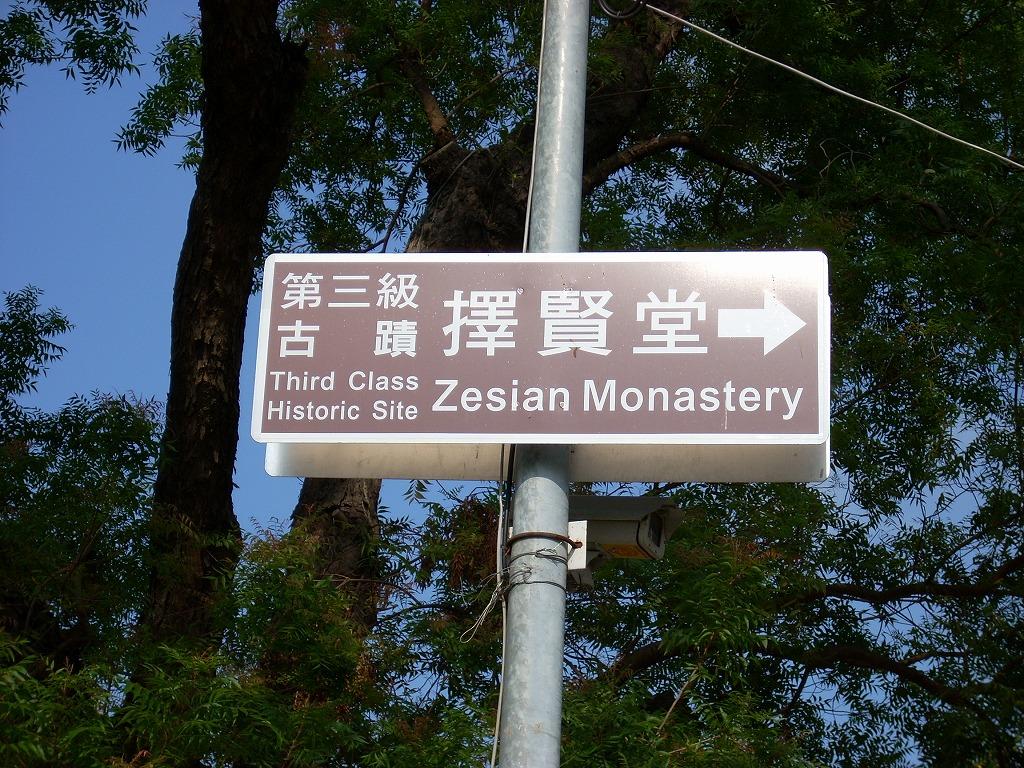 第三級
古蹟
擇賢堂
Third Class
Historic Site
Zesian Monastery